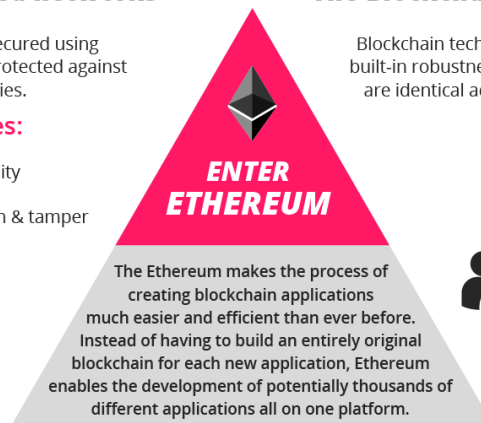 ecured using
rotected against
ies.
es:
ity
n & tamper
Blockchain tech
built-in robustne
are identical a
ENTER
ETHEREUM
The Ethereum makes the process of
creating blockchain applications
much easier and efficient than ever before.
Instead of having to build an entirely original
blockchain for each new application, Ethereum
enables the development of potentially thousands of
different applications all on one platform.